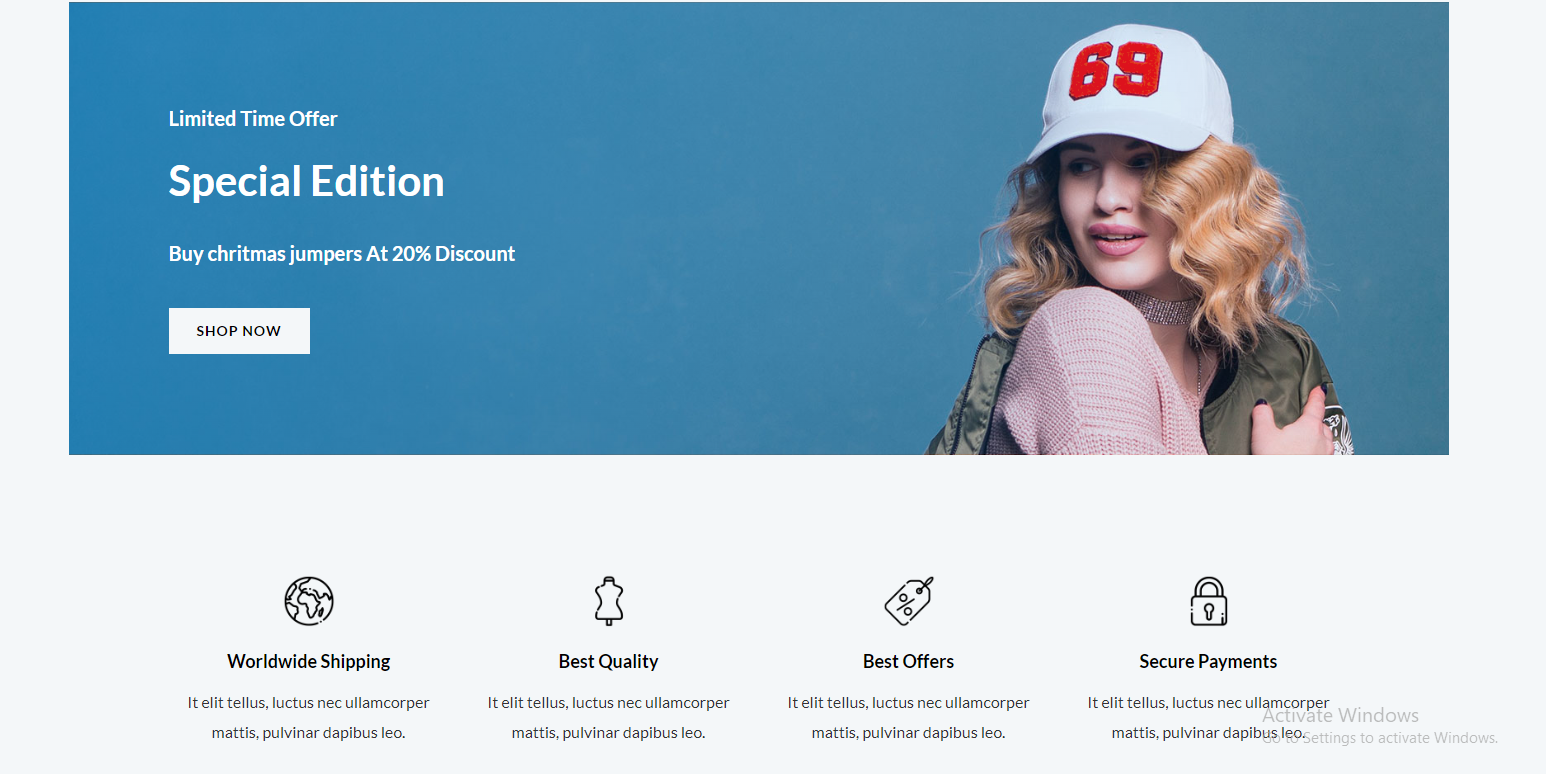 69
Limited Time Offer
Special Edition
Buy chritmas jumpers At 20% Discount
SHOP NOW
Worldwide Shipping
It elit tellus, luctus nec ullamcorper
mattis, pulvinar dapibus leo.
Best Quality
It elit tellus, luctus nec ullamcorper
mattis, pulvinar dapibus leo.
Best Offers
It elit tellus, luctus nec ullamcorper
mattis, pulvinar dapibus leo.
Secure Payments
It elit tellus, luctus nec ullamcorper
mattis, pulvinar dapibus leo.
Activate Windows
Go to Settings to activate Windows.